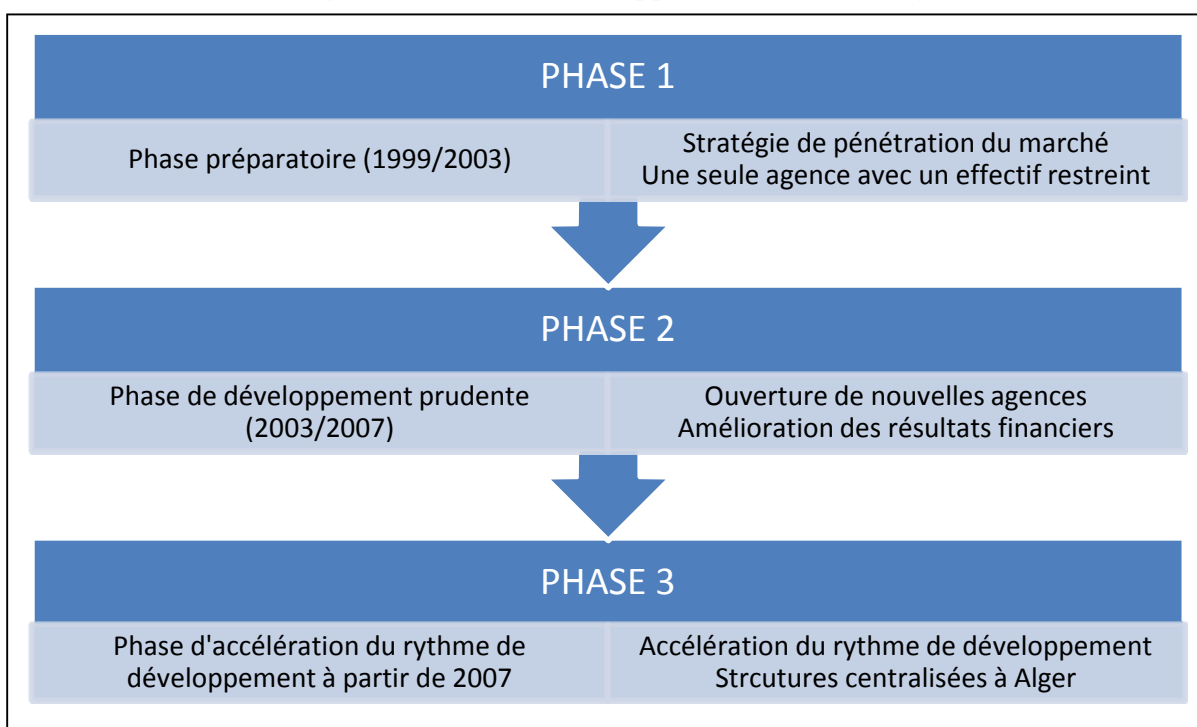 PHASE 1
Phase préparatoire (1999/2003)
Stratégie de pénétration du marché
Une seule agence avec un effectif restreint
PHASE 2
Phase de développement prudente
(2003/2007)
Ouverture de nouvelles agences
Amélioration des résultats financiers
PHASE 3
Phase d'accélération du rythme de
développement à partir de 2007
Accélération du rythme de développement
Strcutures centralisées à Alger